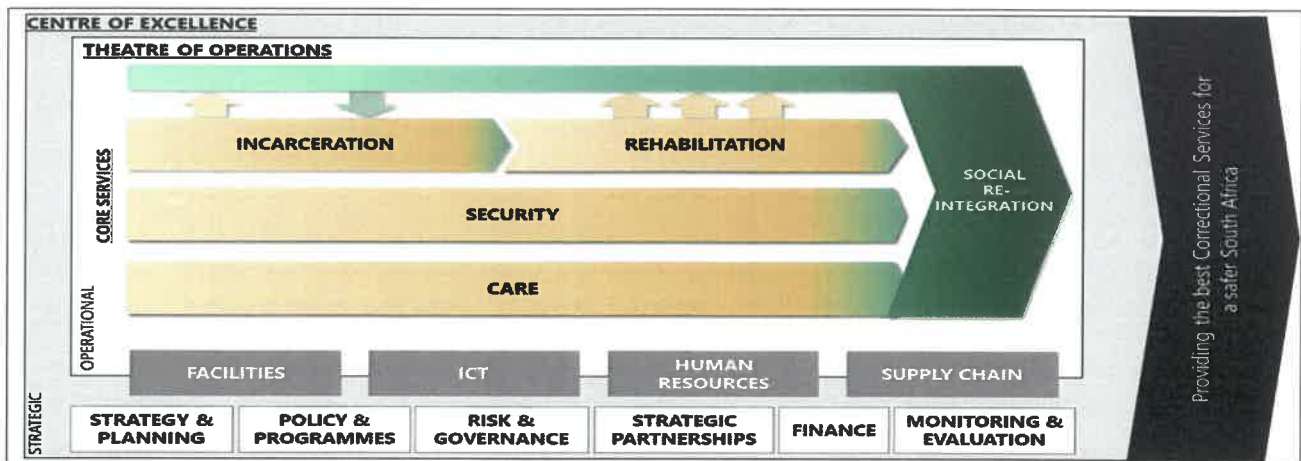 CENTRE OF EXCELLENCE
THEATRE OF OPERATIONS
CORE SERVICES
INCARCERATION
REHABILITATION
SECURITY
CARE
SOCIAL
RE-
INTEGRATION
OPERATIONAL
FACILITIES
ICT
HUMAN
RESOURCES
SUPPLY CHAIN
STRATEGIC
STRATEGY &
PLANNING
POLICY &
PROGRAMMES
RISK &
GOVERNANCE
STRATEGIC
PARTNERSHIPS
FINANCE
MONITORING &
EVALUATION
Providing the best Correctional Services for
a safer South Africa